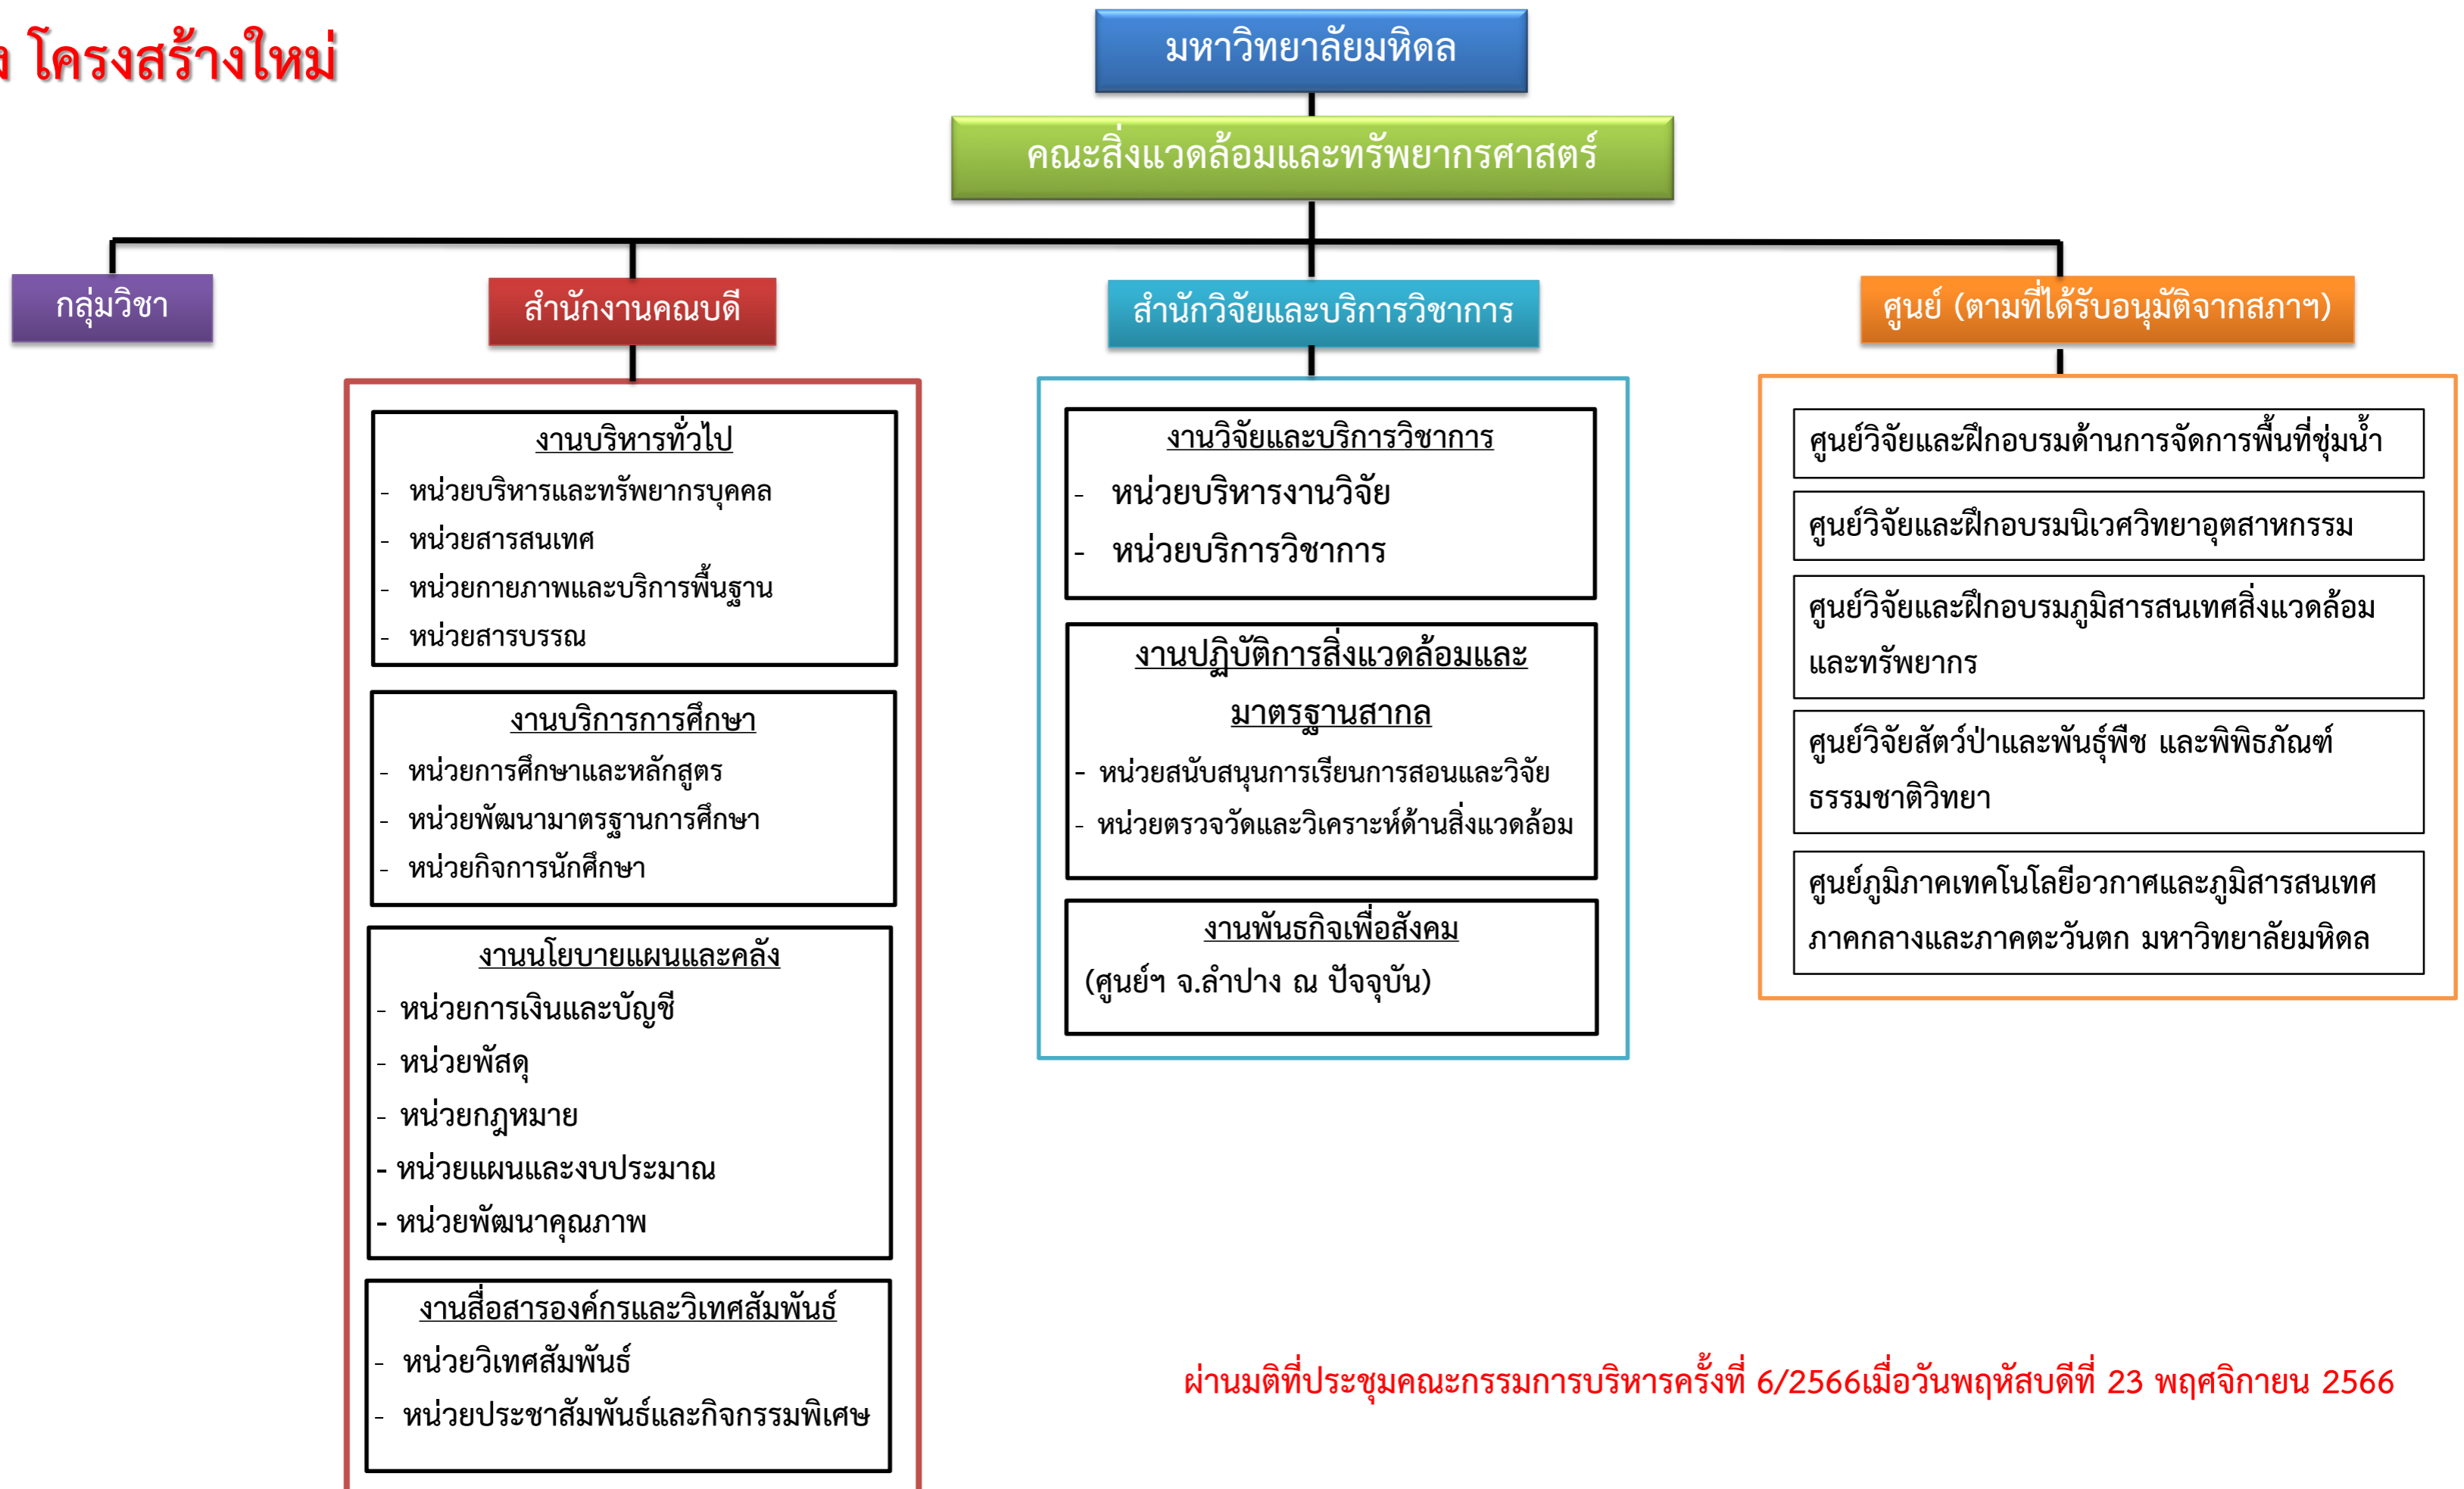 โครงสร้างใหม่
มหาวิทยาลัยมหิดล
คณะสิ่งแวดล้อมและทรัพยากรศาสตร์
กลุ่มวิชา
สำนักงานคณบดี
สำนักวิจัยและบริการวิชาการ
ศูนย์ (ตามที่ได้รับอนุมัติจากสภาฯ)
งานบริหารทั่วไป
- หน่วยบริหารและทรัพยากรบุคคล
- หน่วยสารสนเทศ
- หน่วยกายภาพและบริการพื้นฐาน
- หน่วยสารบรรณ
งานบริการการศึกษา
- หน่วยการศึกษาและหลักสูตร
- หน่วยพัฒนามาตรฐานการศึกษา
- หน่วยกิจการนักศึกษา
งานนโยบายแผนและคลัง
- หน่วยการเงินและบัญชี
- หน่วยพัสดุ
- หน่วยกฎหมาย
- หน่วยแผนและงบประมาณ
- หน่วยพัฒนาคุณภาพ
งานสื่อสารองค์กรและวิเทศสัมพันธ์
- หน่วยวิเทศสัมพันธ์
- หน่วยประชาสัมพันธ์และกิจกรรมพิเศษ
งานวิจัยและบริการวิชาการ
- หน่วยบริหารงานวิจัย
- หน่วยบริการวิชาการ
งานปฏิบัติการสิ่งแวดล้อมและ
มาตรฐานสากล
- หน่วยสนับสนุนการเรียนการสอนและวิจัย
- หน่วยตรวจวัดและวิเคราะห์ด้านสิ่งแวดล้อม
งานพันธกิจเพื่อสังคม
(ศูนย์ฯ จ.ลำปาง ณ ปัจจุบัน)
ศูนย์วิจัยและฝึกอบรมด้านการจัดการพื้นที่ชุ่มน้ำ
ศูนย์วิจัยและฝึกอบรมนิเวศวิทยาอุตสาหกรรม
ศูนย์วิจัยและฝึกอบรมภูมิสารสนเทศสิ่งแวดล้อม
และทรัพยากร
ศูนย์วิจัยสัตว์ป่าและพันธุ์พืช และพิพิธภัณฑ์
ธรรมชาติวิทยา
ศูนย์ภูมิภาคเทคโนโลยีอวกาศและภูมิสารสนเทศ
ภาคกลางและภาคตะวันตก มหาวิทยาลัยมหิดล
ผ่านมติที่ประชุมคณะกรรมการบริหารครั้งที่ 6/2566เมื่อวันพฤหัสบดีที่ 23 พฤศจิกายน 2566